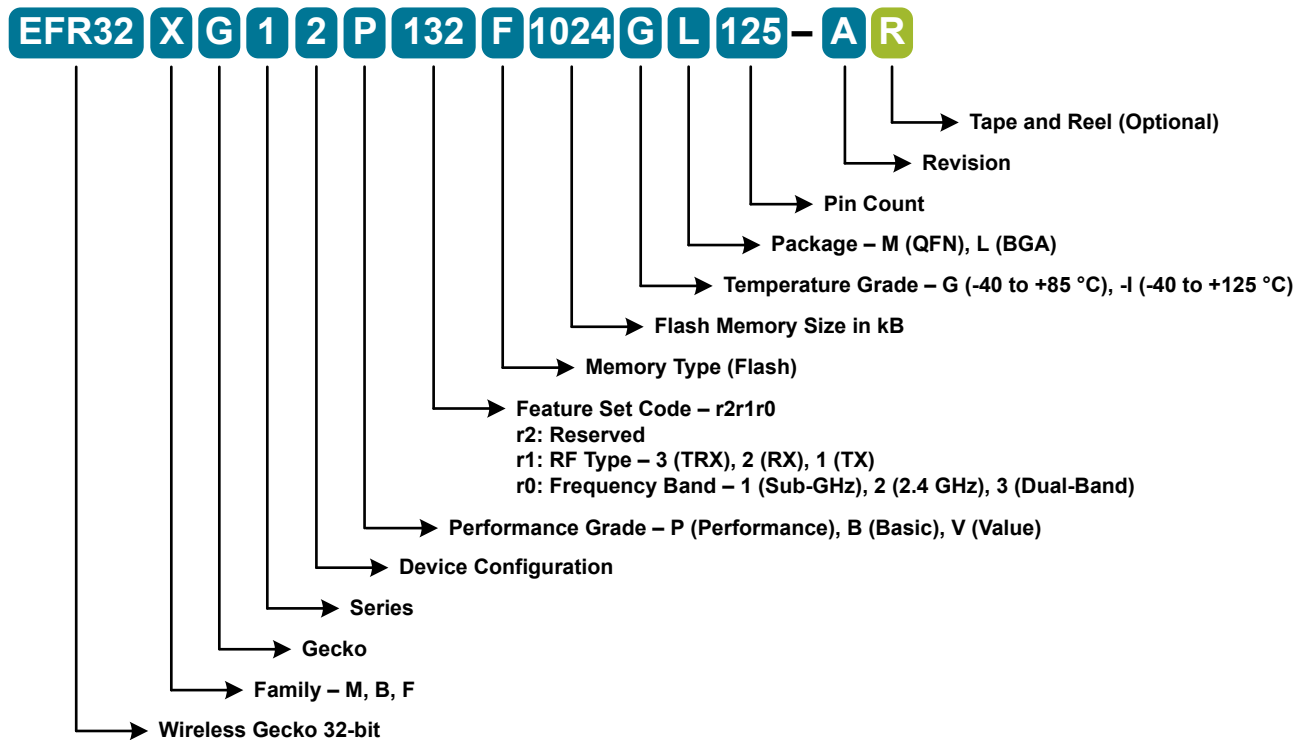 EFR32 X G 1 2 P 132 F 1024 G L 125 – A R
Tape and Reel (Optional)
Revision
Pin Count
Package – M (QFN), L (BGA)
Temperature Grade – G (-40 to +85 °C), -I (-40 to +125 °C)
Flash Memory Size in kB
Memory Type (Flash)
Feature Set Code – r2r1r0
r2: Reserved
r1: RF Type – 3 (TRX), 2 (RX), 1 (TX)
r0: Frequency Band – 1 (Sub-GHz), 2 (2.4 GHz), 3 (Dual-Band)
Performance Grade – P (Performance), B (Basic), V (Value)
Device Configuration
Series
Gecko
Family – M, B, F
Wireless Gecko 32-bit